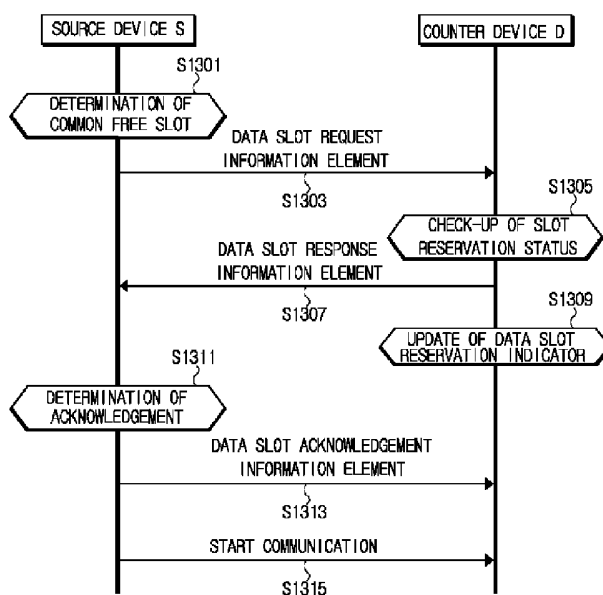 SOURCE DEVICE S
COUNTER DEVICE D
S1301
DETERMINATION OF
COMMON FREE SLOT
DATA SLOT REQUEST
INFORMATION ELEMENT
S1303
S1305
CHECK-UP OF SLOT
RESERVATION STATUS
DATA SLOT RESPONSE
INFORMATION ELEMENT
S1307
S1309
UPDATE OF DATA SLOT
RESERVATION INDICATOR
S1311
DETERMINATION OF
ACKNOWLEDGEMENT
DATA SLOT ACKNOWLEDGEMENT
INFORMATION ELEMENT
S1313
START COMMUNICATION
S1315